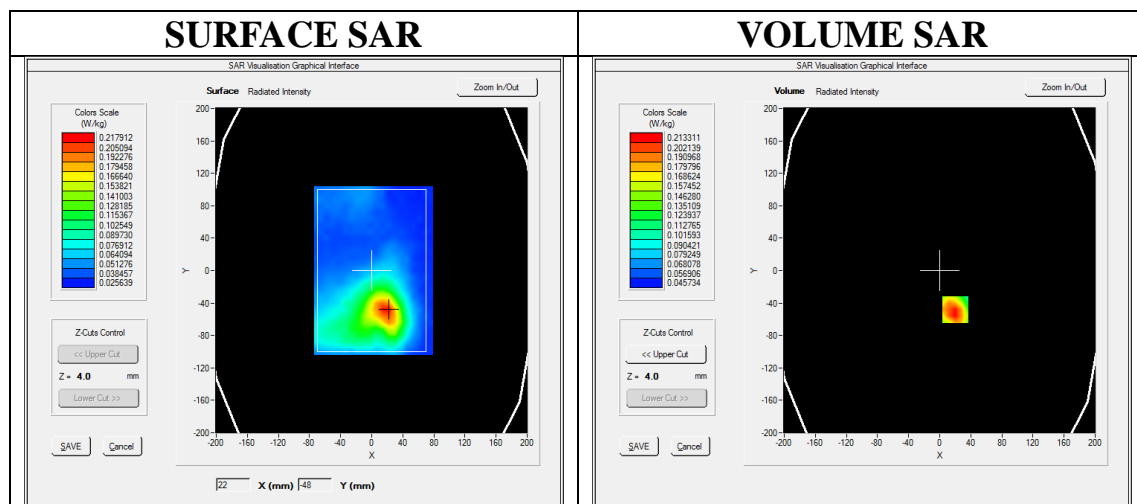 SURFACE SAR
SAR Visualisation Graphical Interface
Surface Radiated Intensity
Zoom In/Out
Colors Scale
(W/kg)
0.217912
0.205094
0.192276
0.179458
0.166640
0.153821
0.141003
0.128185
0.115367
0.102549
0.089730
0.076912
0.064094
0.051276
0.038457
0.025639
Z-Cuts Control
<< Upper Cut
Z = 4.0 mm
Lower Cut >>
SAVE Cancel
200
160
120
80
40
0
-40
-80
-120
-160
-200
Y
-200 -160 -120 -80 -40 0 40 80 120 160 200
X
22 X (mm) -48 Y (mm)
VOLUME SAR
SAR Visualisation Graphical Interface
Volume Radiated Intensity
Zoom In/Out
Colors Scale
(W/kg)
0.213311
0.202139
0.190968
0.179796
0.168624
0.157452
0.146280
0.135109
0.123937
0.112765
0.101593
0.090421
0.079249
0.068078
0.056906
0.045734
Z-Cuts Control
<< Upper Cut
Z = 4.0 mm
Lower Cut >>
SAVE Cancel
200
160
120
80
40
0
-40
-80
-120
-160
-200
Y
-200 -160 -120 -80 -40 0 40 80 120 160 200
X